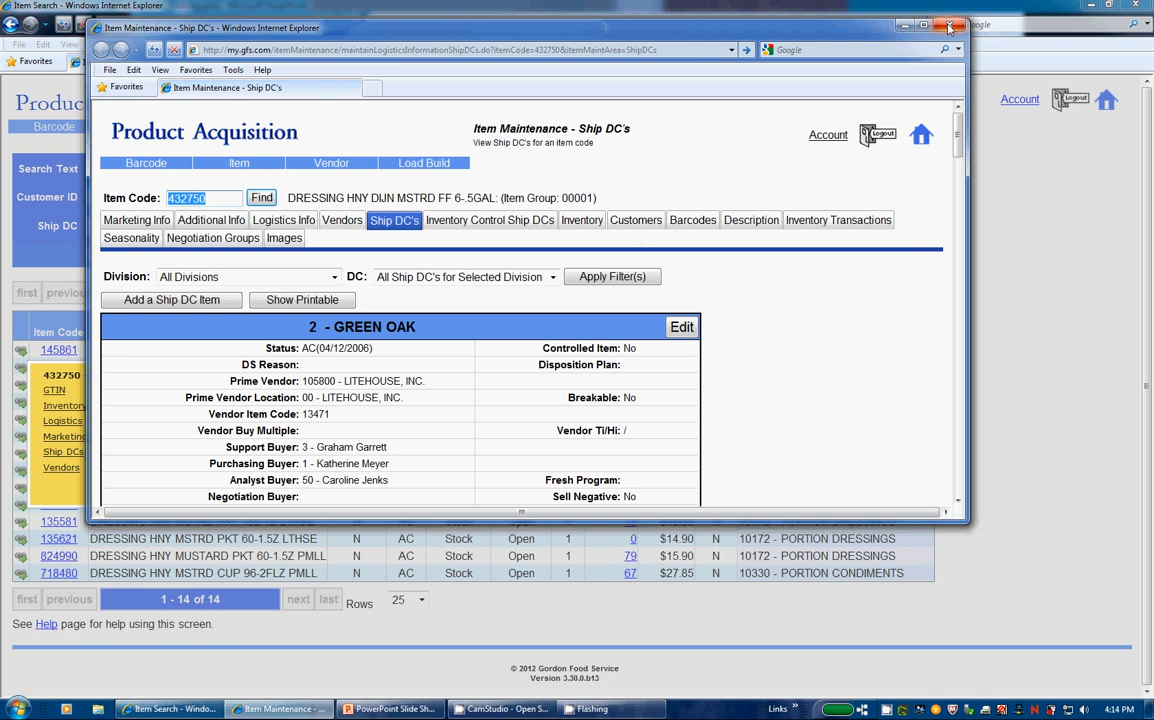 Item Search - Windows Internet Explorer
Item Maintenance - Ship DC's - Windows Internet Explorer
http://my.gfs.com/itemMaintenance/maintainLogisticsInformationShipDCs.do?itemCode=432750&itemMaintArea=ShipDCs
Google
File Edit View Favorites Tools Help
Favorites
Item Maintenance - Ship DC's
File Edit
Favorites
Produc
Barcode
Search Text
Customer ID
Ship DC
Account Logout
Product Acquisition
Item Maintenance - Ship DC's
View Ship DC's for an item code
Account Logout
Barcode Item Vendor Load Build
Item Code: 432750 Find DRESSING HNY DIJN MSTRD FF 6-.5GAL: (Item Group: 00001)
Marketing Info Additional Info Logistics Info Vendors Ship DC's Inventory Control Ship DCs Inventory Customers Barcodes Description Inventory Transactions
Seasonality Negotiation Groups Images
Division: All Divisions DC: All Ship DC's for Selected Division Apply Filter(s)
Add a Ship DC Item Show Printable
2 - GREEN OAK Edit
Status: AC(04/12/2006) Controlled Item: No
DS Reason: Disposition Plan:
Prime Vendor: 105800 - LITEHOUSE, INC.
Prime Vendor Location: 00 - LITEHOUSE, INC. Breakable: No
Vendor Item Code: 13471
Vendor Buy Multiple: Vendor Ti/Hi: /
Support Buyer: 3 - Graham Garrett
Purchasing Buyer: 1 - Katherine Meyer
Analyst Buyer: 50 - Caroline Jenks Fresh Program:
Negotiation Buyer: Sell Negative: No
first previou
Item Code
145861
432750
GTIN
Inventory
Logistics
Marketing
Ship DCs
Vendors
135581
135621 DRESSING HNY MSTRD PKT 60-1.5Z LTHSE N AC Stock Open 1 0 $14.90 N 10172 - PORTION DRESSINGS
824990 DRESSING HNY MUSTARD PKT 60-1.5Z PMLL N AC Stock Open 1 79 $15.90 N 10172 - PORTION DRESSINGS
718480 DRESSING HNY MSTRD CUP 96-2FLZ PMLL N AC Stock Open 1 67 $27.85 N 10330 - PORTION CONDIMENTS
first previous 1 - 14 of 14 next last Rows 25
See Help page for help using this screen.
© 2012 Gordon Food Service
Version 3.30.0.b13
Item Search - Windo... Item Maintenance - ... PowerPoint Slide Sh... CamStudio - Open S... Flashing Links » 4:14 PM